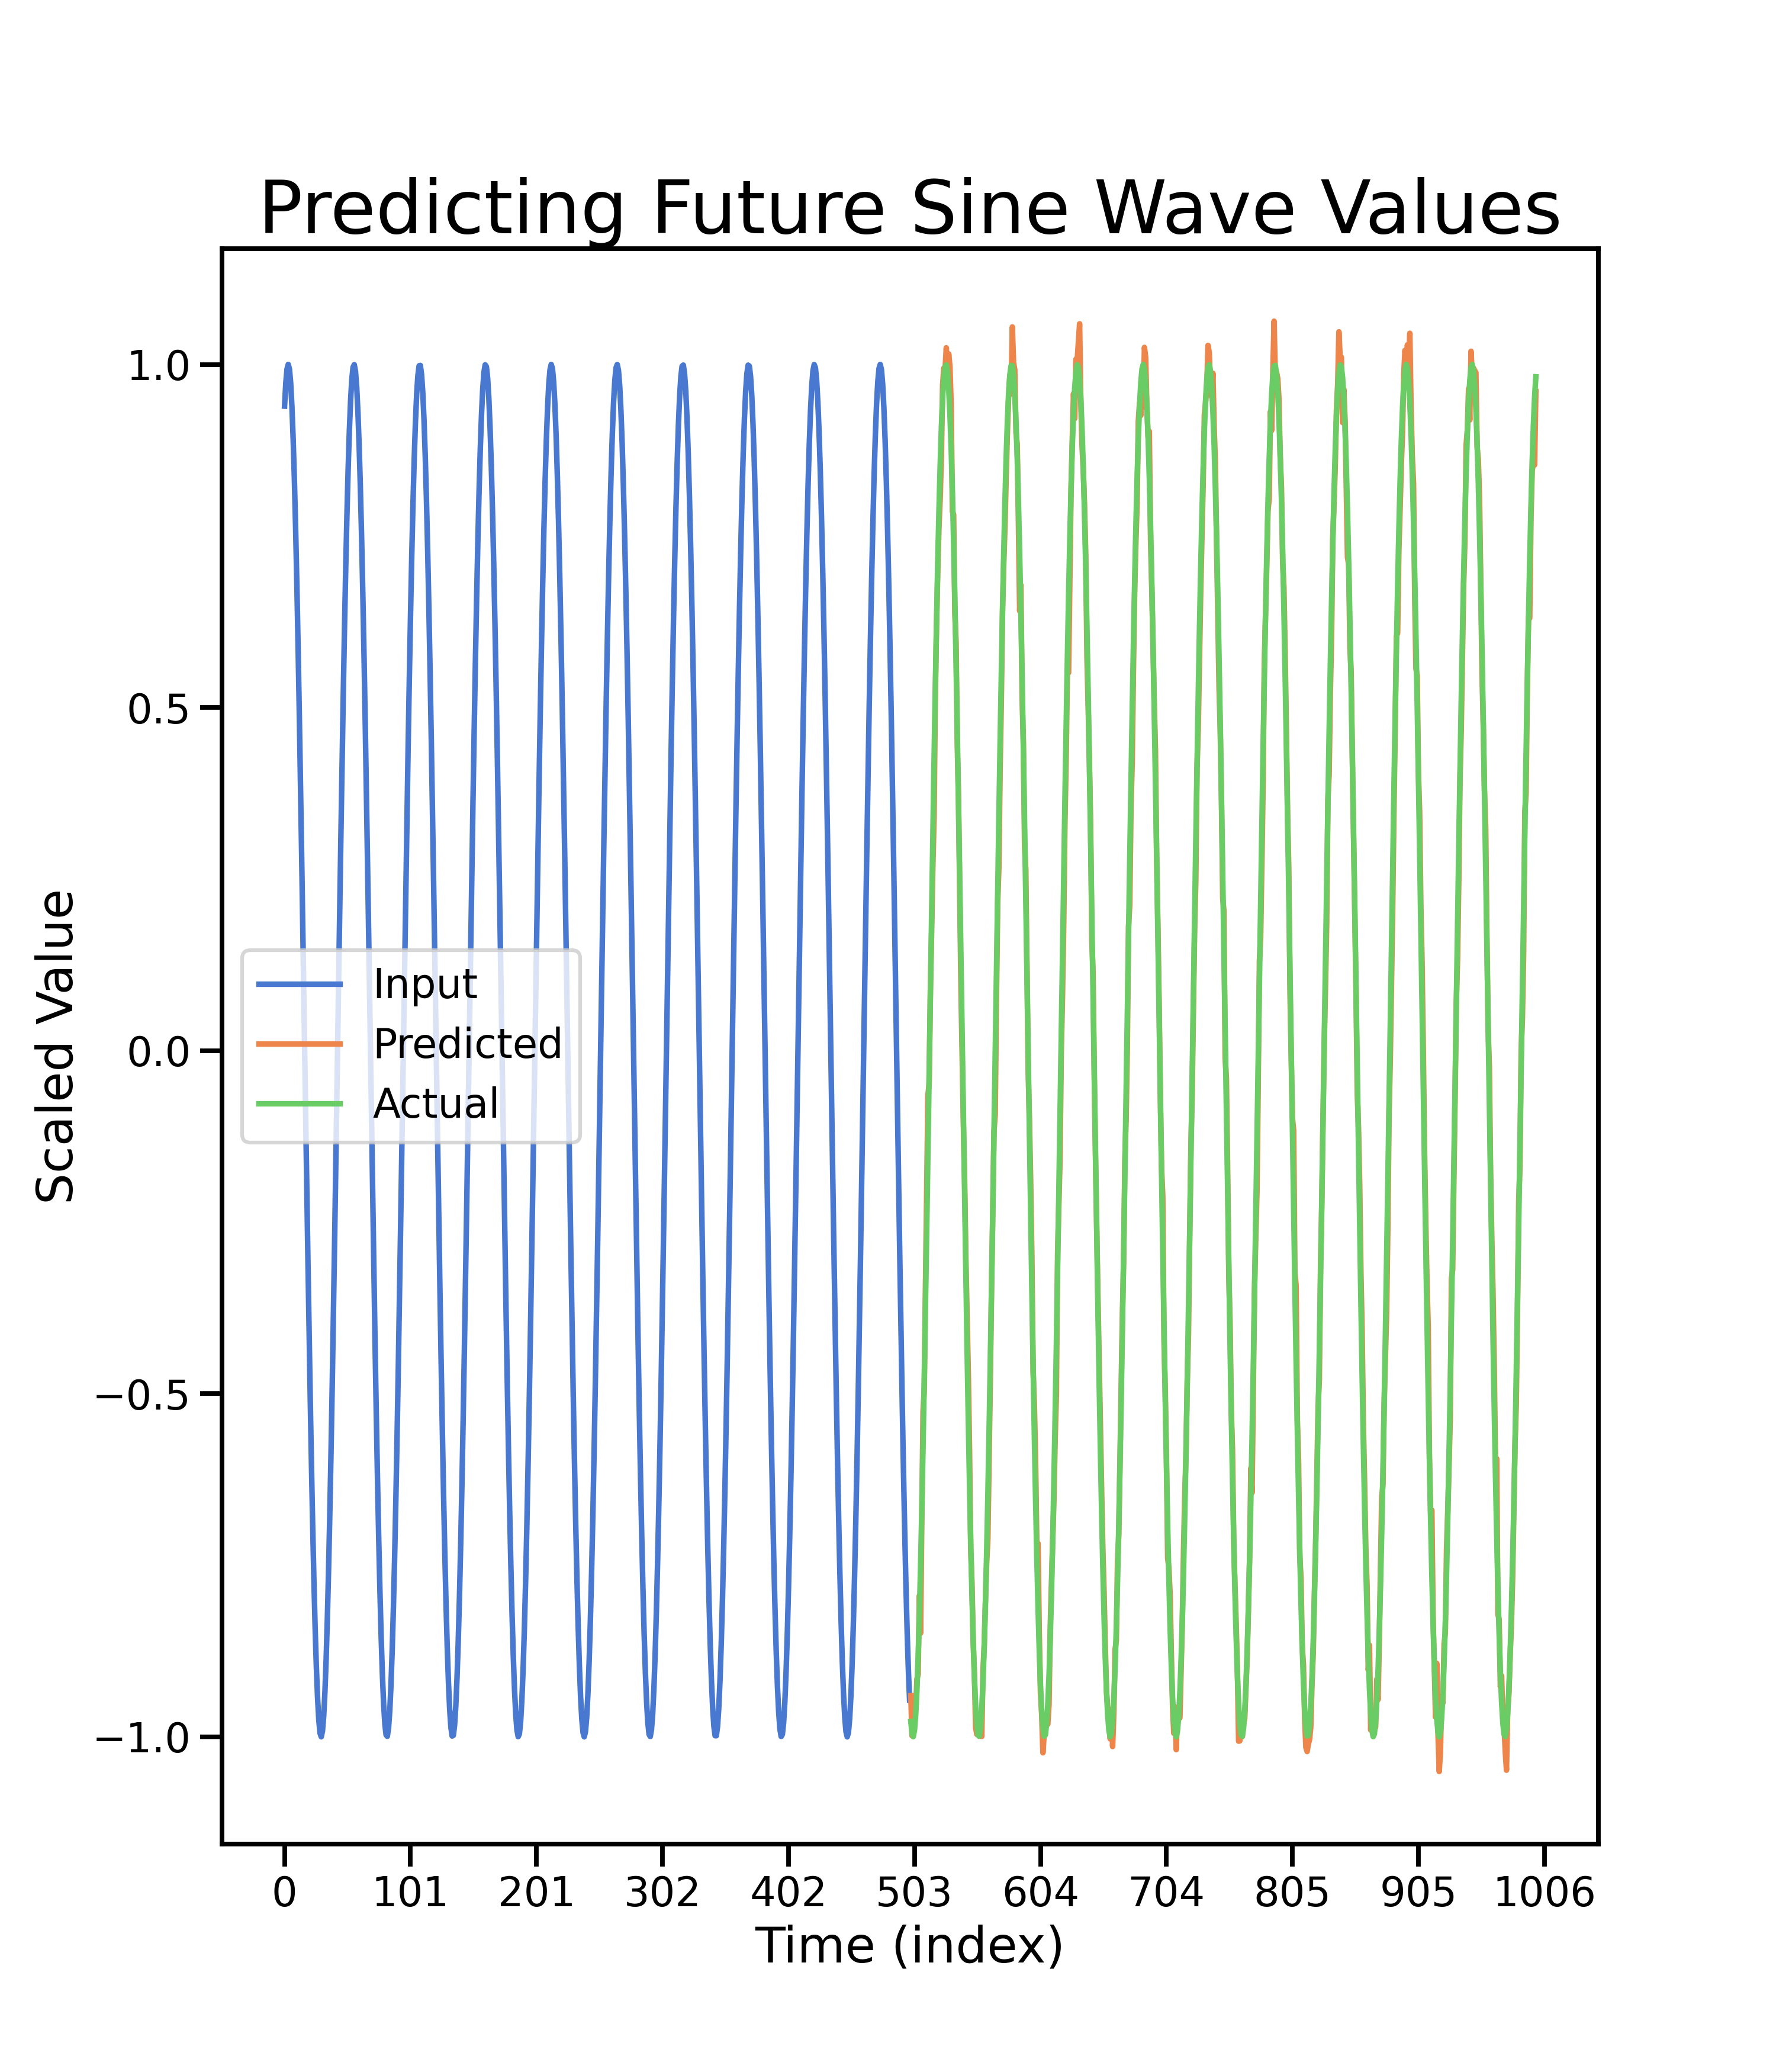 Predicting Future Sine Wave Values
1.0
0.5
0.0
−0.5
−1.0
Scaled Value
Input
Predicted
Actual
0 101 201 302 402 503 604 704 805 905 1006
Time (index)